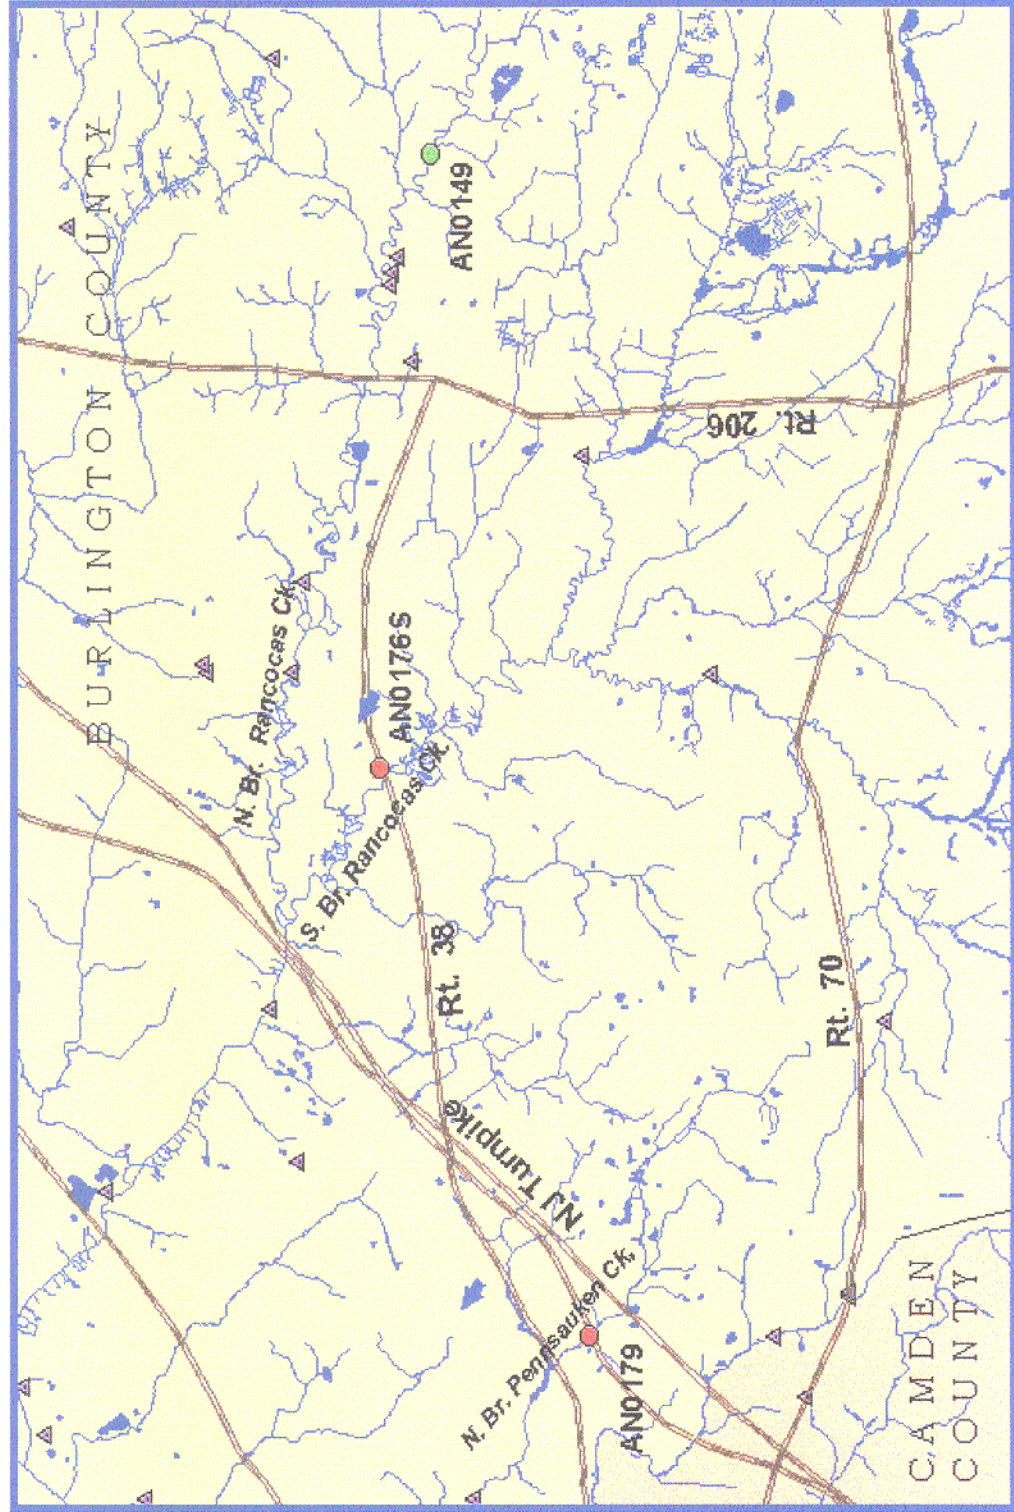 BURLINGTON COUNTY
AN0149
Rt. 206
N. Br. Rancocas Ck.
AN0176S
S. Br. Rancocas Ck.
Rt. 38
Rt. 70
NJ Turnpike
N. Br. Pennsauken Ck.
AN0179
CAMDEN
COUNTY